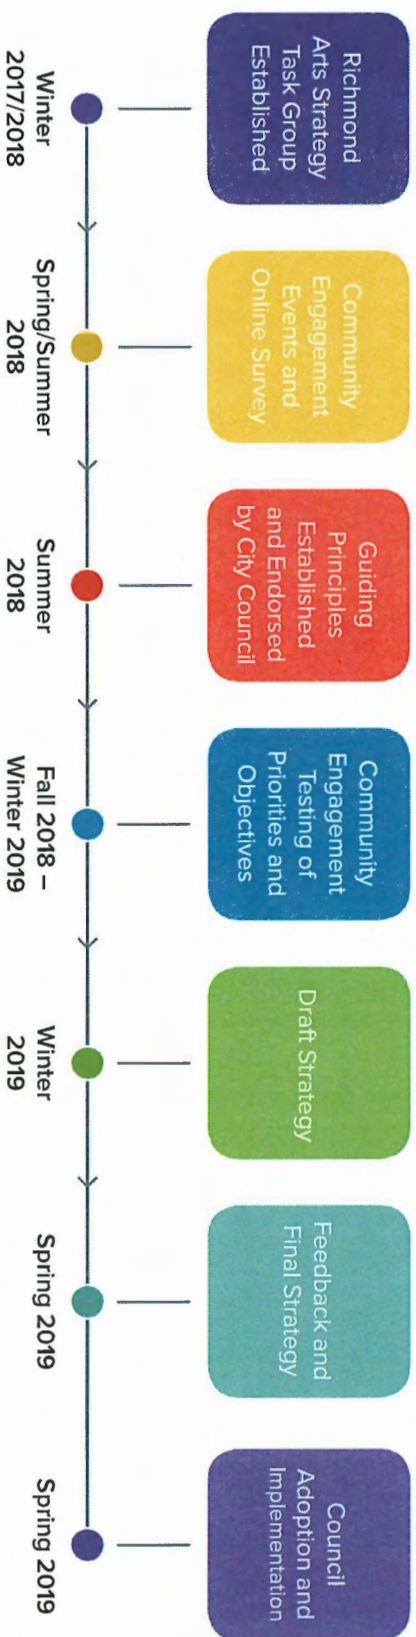 Richmond
Arts Strategy
Task Group
Established
Community
Engagement
Events and
Online Survey
Guiding
Principles
Established
and Endorsed
by City Council
Community
Engagement
Testing of
Priorities and
Objectives
Draft Strategy
Feedback and
Final Strategy
Council
Adoption and
Implementation
Winter
2017/2018
Spring/Summer
2018
Summer
2018
Fall 2018 –
Winter 2019
Winter
2019
Spring 2019
Spring 2019